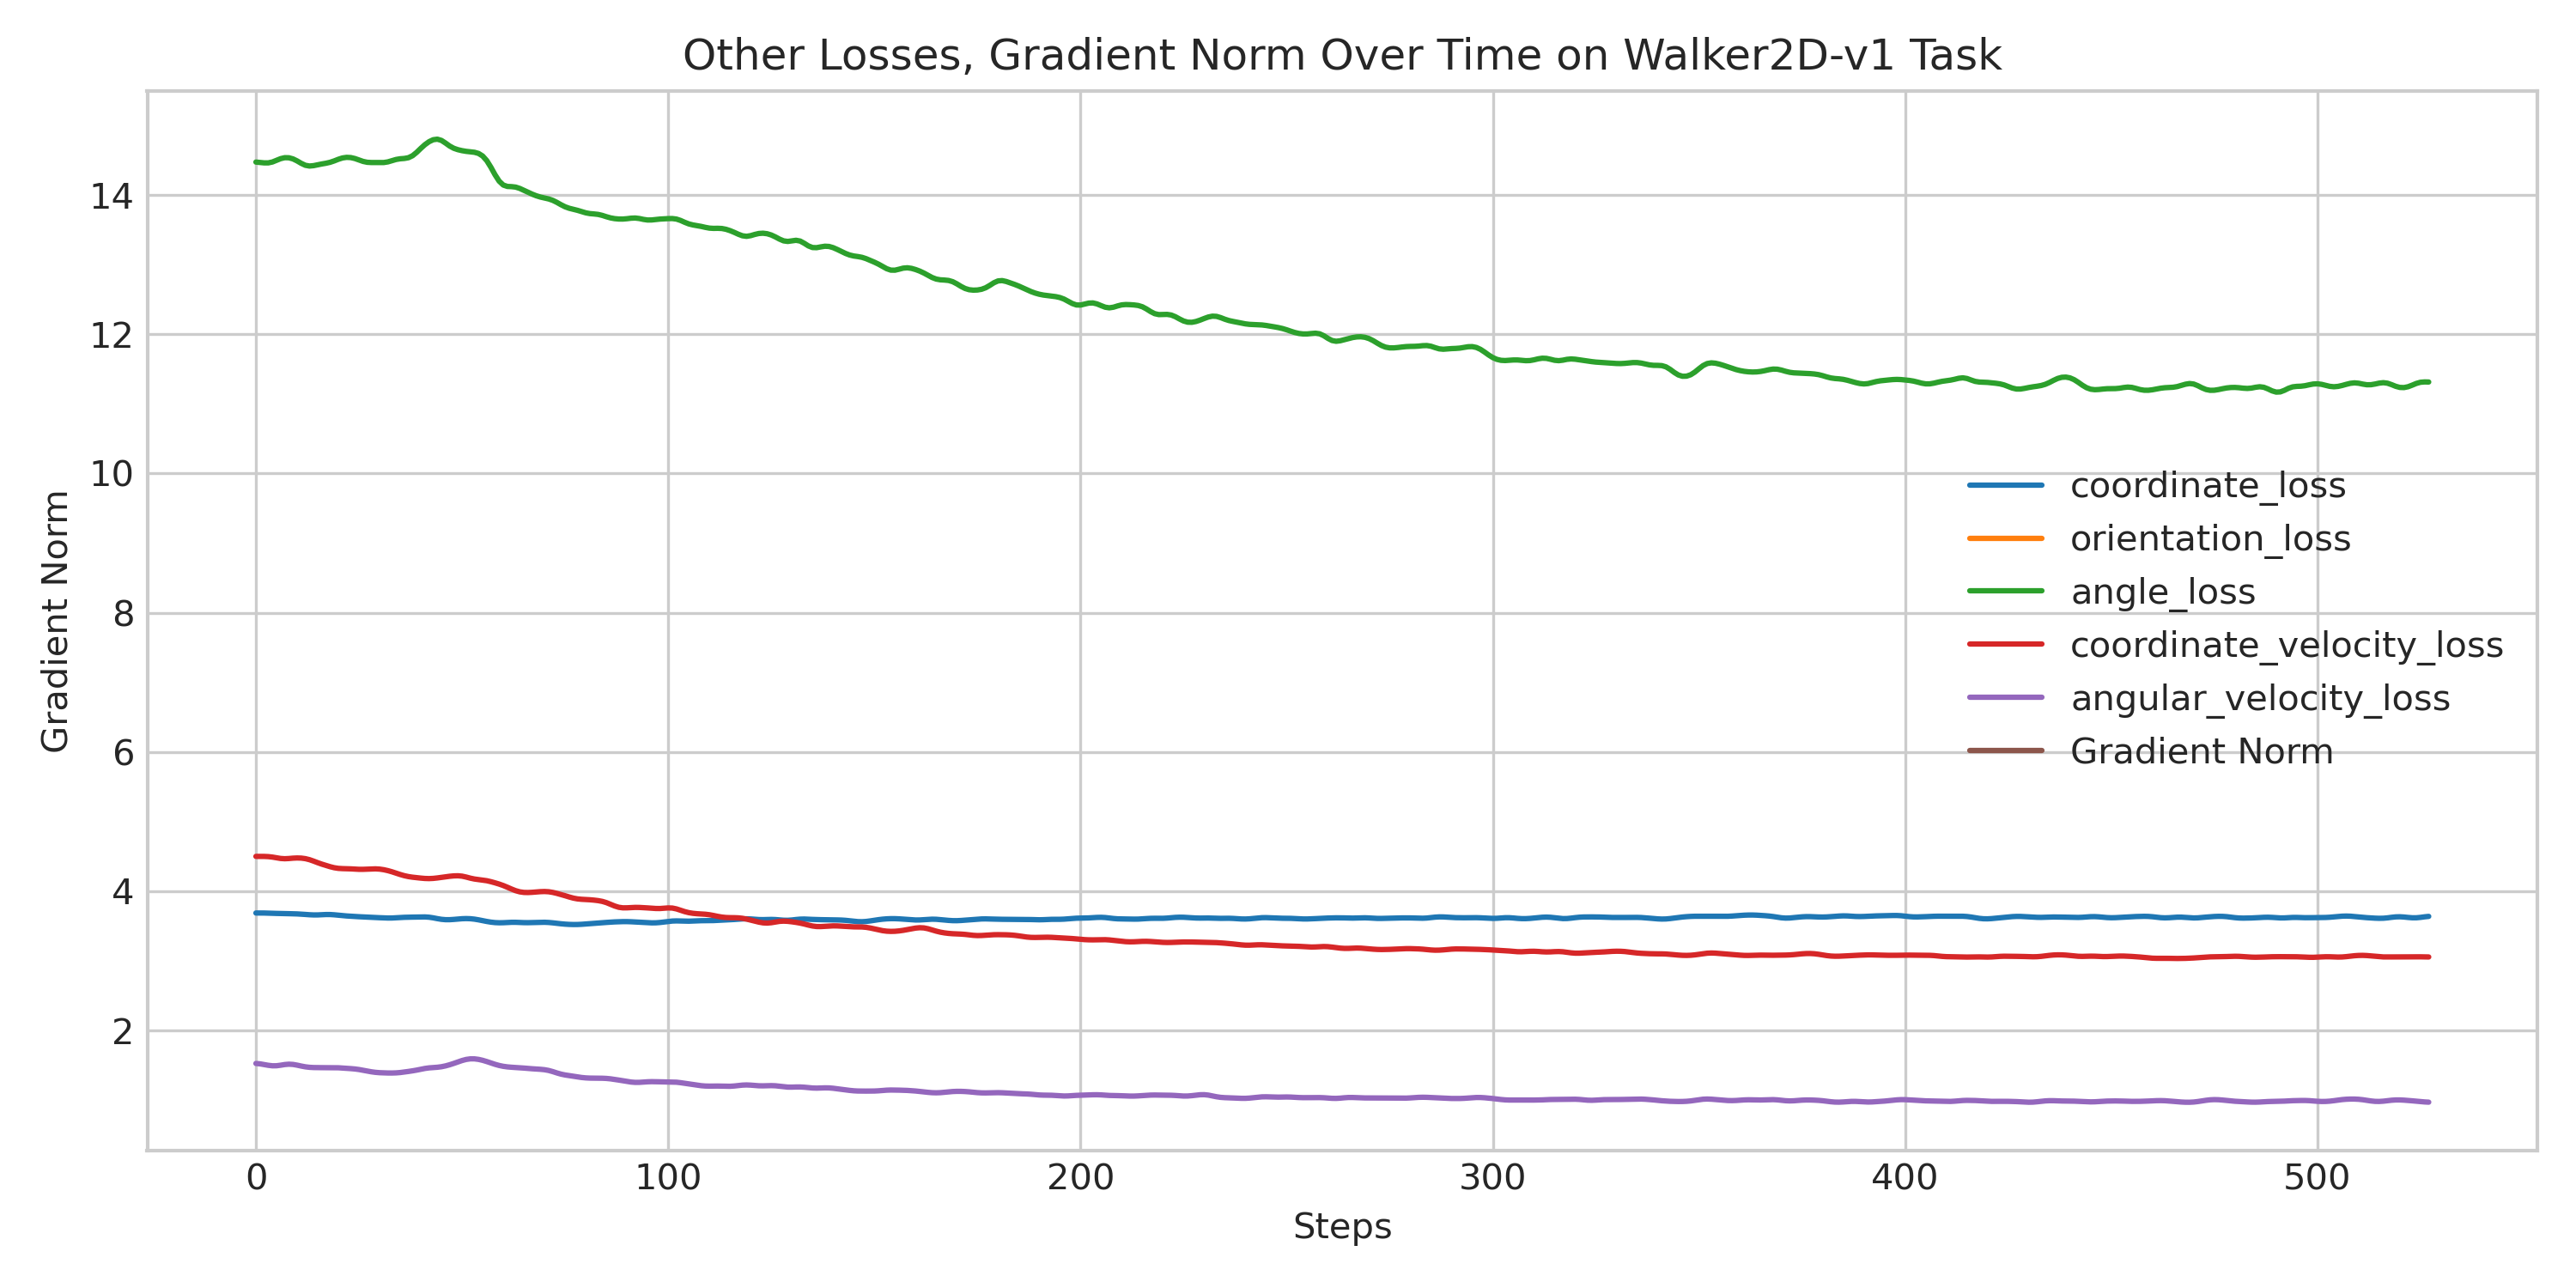 Other Losses, Gradient Norm Over Time on Walker2D-v1 Task
Gradient Norm
14
12
10
8
6
4
2
coordinate_loss
orientation_loss
angle_loss
coordinate_velocity_loss
angular_velocity_loss
Gradient Norm
0 100 200 300 400 500
Steps